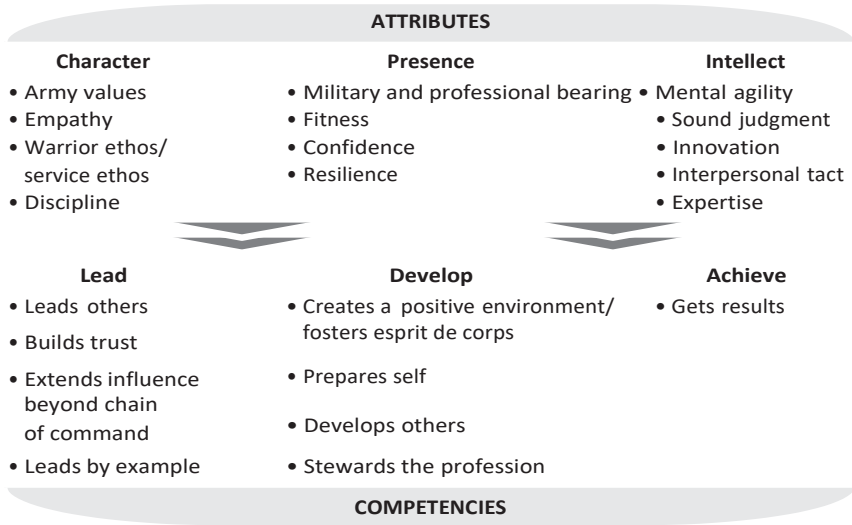 ATTRIBUTES
Character
• Army values
• Empathy
• Warrior ethos/
service ethos
• Discipline
Presence
• Military and professional bearing
• Fitness
• Confidence
• Resilience
Intellect
• Mental agility
• Sound judgment
• Innovation
• Interpersonal tact
• Expertise
Lead
• Leads others
• Builds trust
• Extends influence
beyond chain
of command
• Leads by example
Develop
• Creates a positive environment/
fosters esprit de corps
• Prepares self
• Develops others
• Stewards the profession
Achieve
• Gets results
COMPETENCIES